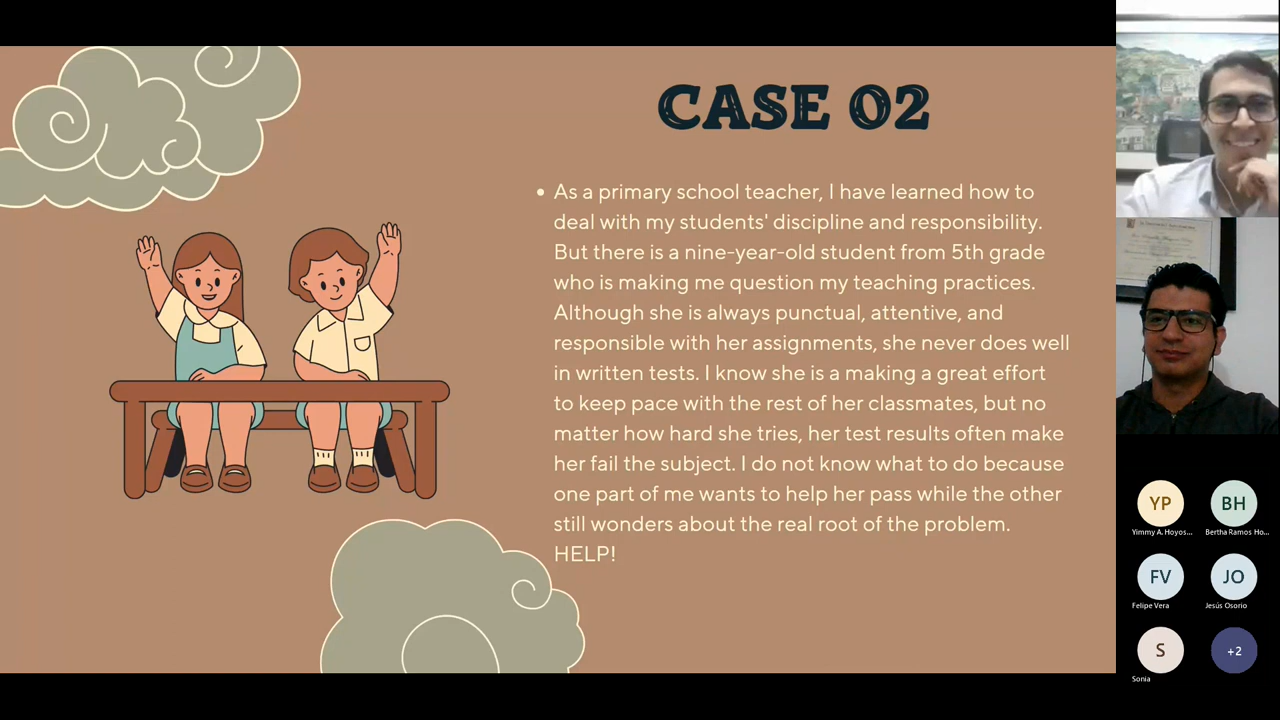 CASE 02
• As a primary school teacher, I have learned how to
deal with my students' discipline and responsibility.
But there is a nine-year-old student from 5th grade
who is making me question my teaching practices.
Although she is always punctual, attentive, and
responsible with her assignments, she never does well
in written tests. I know she is a making a great effort
to keep pace with the rest of her classmates, but no
matter how hard she tries, her test results often make
her fail the subject. I do not know what to do because
one part of me wants to help her pass while the other
still wonders about the real root of the problem.
HELP!
YP
BH
Yimmy A. Hoyos...
Bertha Ramos Ho...
FV
JO
Felipe Vera
Jesús Osorio
S
+2
Sonia